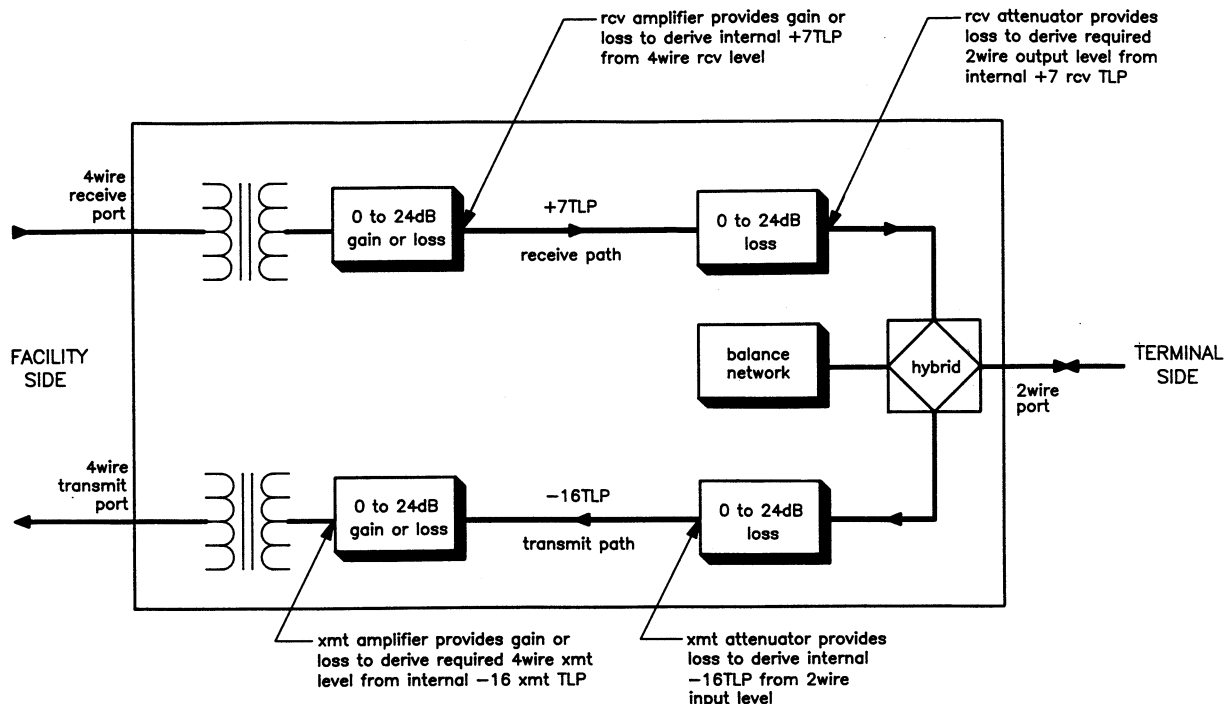 rcv amplifier provides gain or
loss to derive internal +7TLP
from 4wire rcv level
rcv attenuator provides
loss to derive required
2wire output level from
internal +7 rcv TLP
4wire
receive
port
0 to 24dB
gain or loss
+7TLP
receive path
0 to 24dB
loss
FACILITY
SIDE
balance
network
hybrid
2wire
port
TERMINAL
SIDE
4wire
transmit
port
0 to 24dB
gain or loss
−16TLP
transmit path
0 to 24dB
loss
xmt amplifier provides gain or
loss to derive required 4wire xmt
level from internal −16 xmt TLP
xmt attenuator provides
loss to derive internal
−16TLP from 2wire
input level